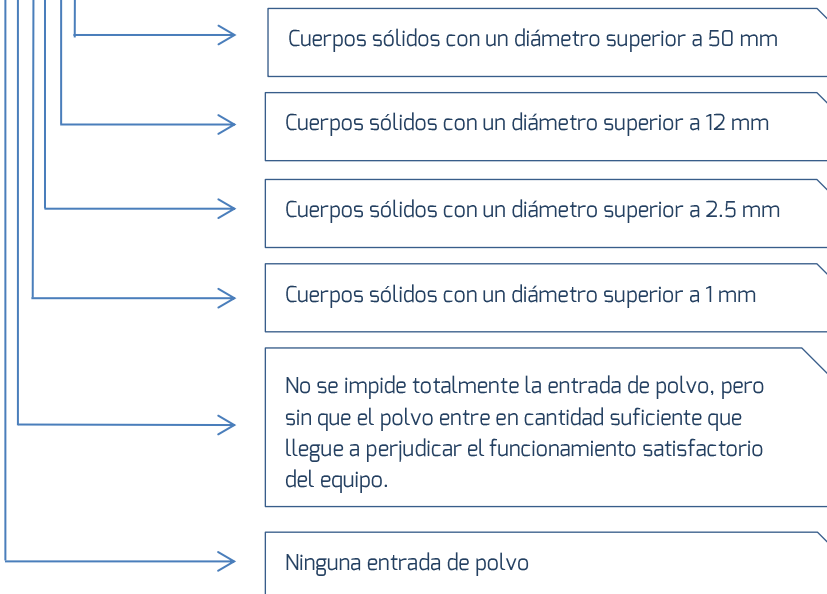 Cuerpos sólidos con un diámetro superior a 50 mm
Cuerpos sólidos con un diámetro superior a 12 mm
Cuerpos sólidos con un diámetro superior a 2.5 mm
Cuerpos sólidos con un diámetro superior a 1 mm
No se impide totalmente la entrada de polvo, pero
sin que el polvo entre en cantidad suficiente que
llegue a perjudicar el funcionamiento satisfactorio
del equipo.
Ninguna entrada de polvo